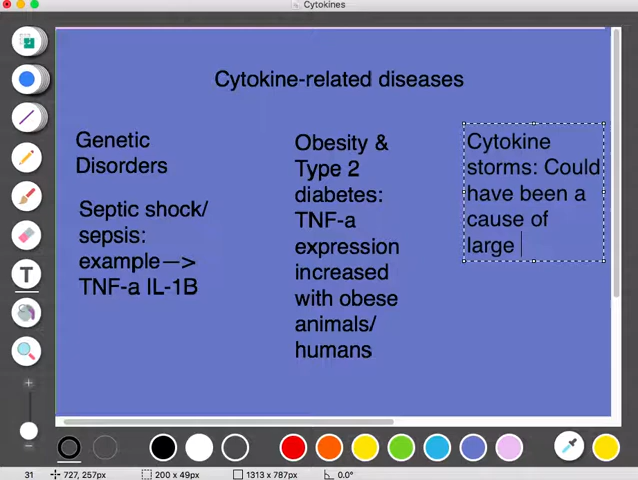 Cytokines
Cytokine-related diseases
Genetic
Disorders
Septic shock/
sepsis:
example—>
TNF-a IL-1B
Obesity &
Type 2
diabetes:
TNF-a
expression
increased
with obese
animals/
humans
Cytokine
storms: Could
have been a
cause of
large
T
31
727, 257px
200 x 49px
1313 x 787px
0.0°